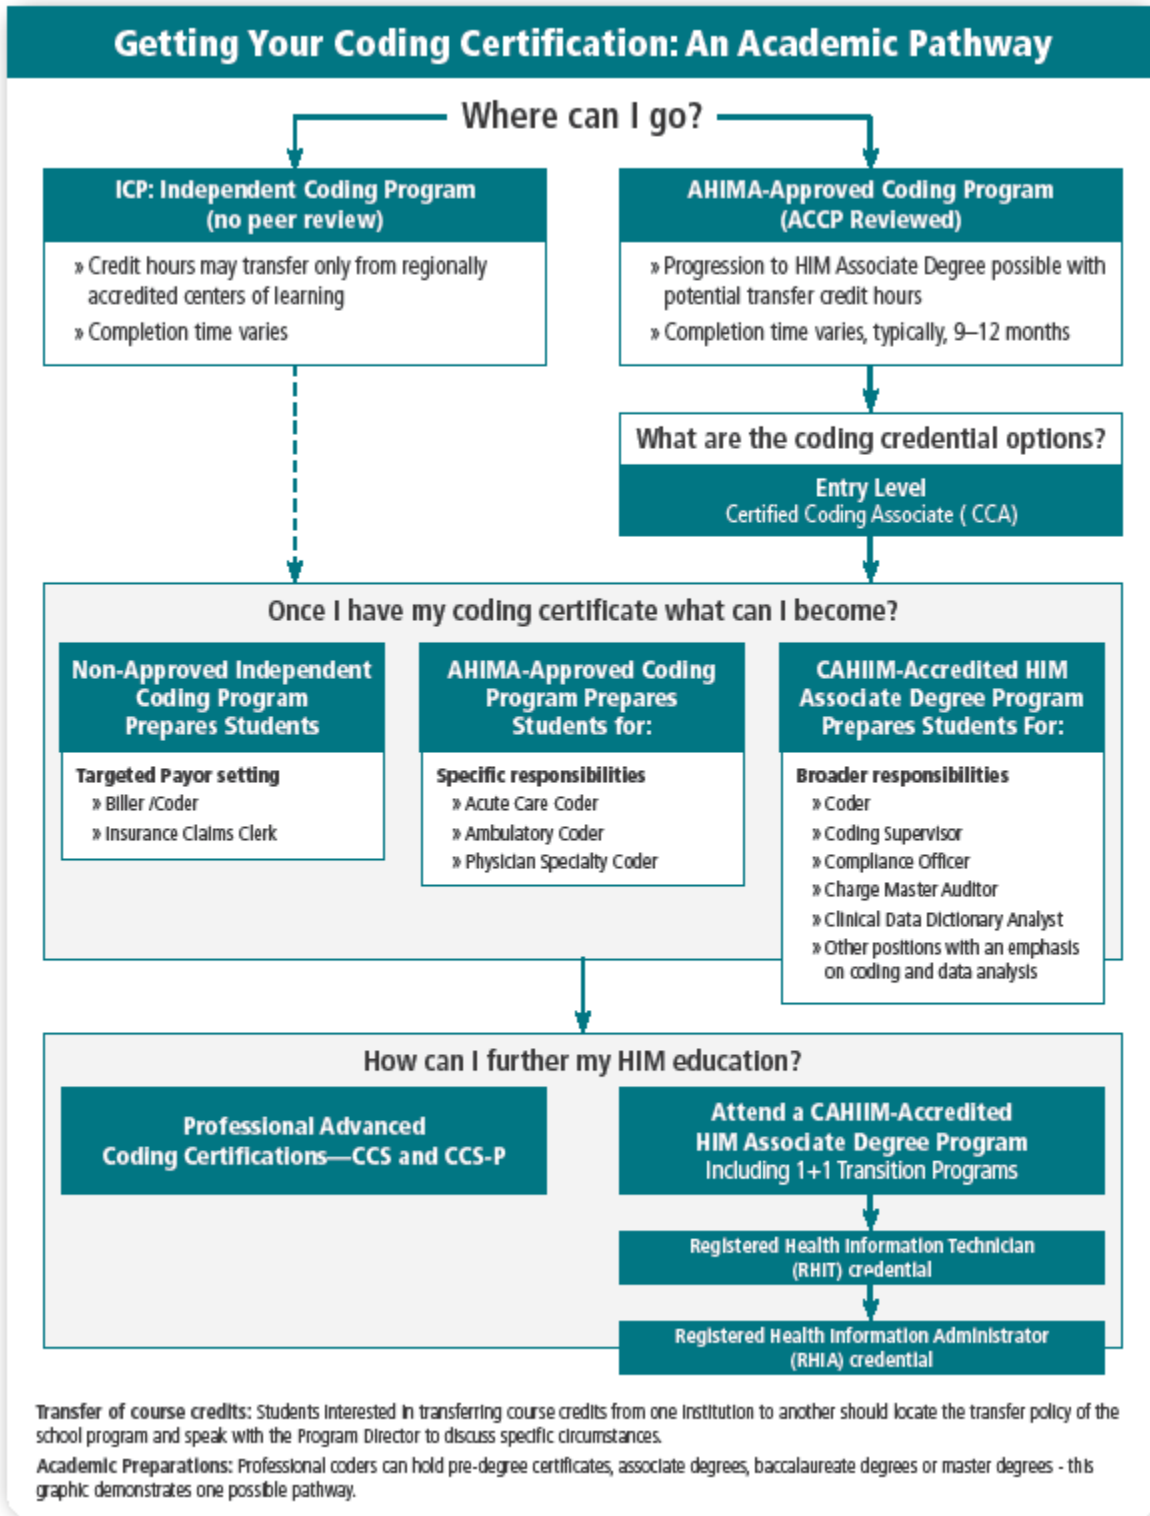 Getting Your Coding Certification: An Academic Pathway
Where can I go?
ICP: Independent Coding Program
(no peer review)
» Credit hours may transfer only from regionally
accredited centers of learning
» Completion time varies
AHIMA-Approved Coding Program
(ACCP Reviewed)
» Progression to HIM Associate Degree possible with
potential transfer credit hours
» Completion time varies, typically, 9–12 months
What are the coding credential options?
Entry Level
Certified Coding Associate ( CCA)
Once I have my coding certificate what can I become?
Non-Approved Independent
Coding Program
Prepares Students
Targeted Payor setting
» Biller /Coder
» Insurance Claims Clerk
AHIMA-Approved Coding
Program Prepares
Students for:
Specific responsibilities
» Acute Care Coder
» Ambulatory Coder
» Physician Specialty Coder
CAHIIM-Accredited HIM
Associate Degree Program
Prepares Students For:
Broader responsibilities
» Coder
» Coding Supervisor
» Compliance Officer
» Charge Master Auditor
» Clinical Data Dictionary Analyst
» Other positions with an emphasis
on coding and data analysis
How can I further my HIM education?
Professional Advanced
Coding Certifications—CCS and CCS-P
Attend a CAHIIM-Accredited
HIM Associate Degree Program
Including 1+1 Transition Programs
Registered Health Information Technician
(RHIT) credential
Registered Health Information Administrator
(RHIA) credential
Transfer of course credits: Students interested in transferring course credits from one institution to another should locate the transfer policy of the
school program and speak with the Program Director to discuss specific circumstances.
Academic Preparations: Professional coders can hold pre-degree certificates, associate degrees, baccalaureate degrees or master degrees - this
graphic demonstrates one possible pathway.